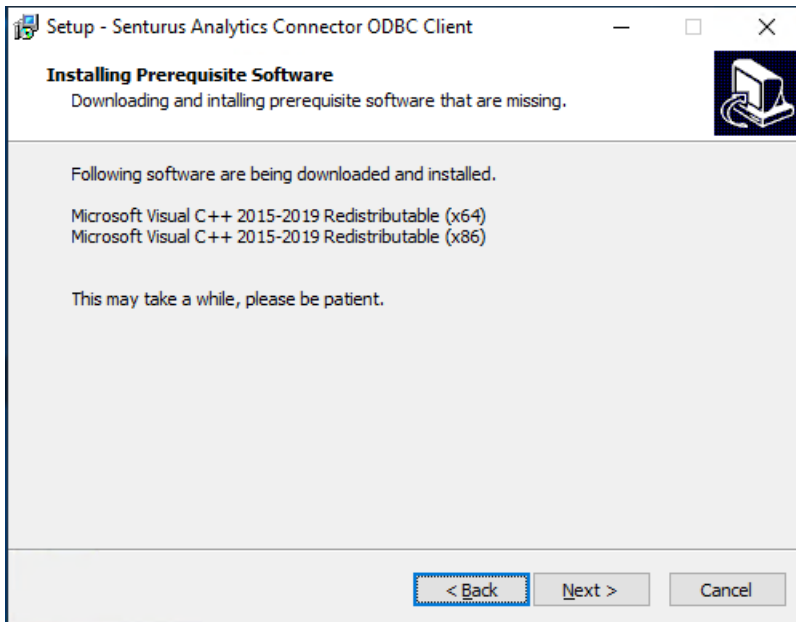 Setup - Senturus Analytics Connector ODBC Client
Installing Prerequisite Software
Downloading and intalling prerequisite software that are missing.
Following software are being downloaded and installed.
Microsoft Visual C++ 2015-2019 Redistributable (x64)
Microsoft Visual C++ 2015-2019 Redistributable (x86)
This may take a while, please be patient.
< Back Next > Cancel